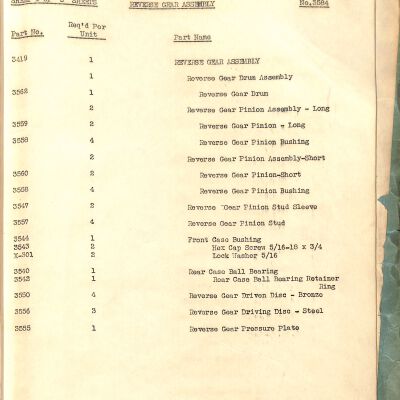 REVERSE GEAR ASSEMBLY No.3584
Part No. Req'd Per Unit Part Name
3419 1 REVERSE GEAR ASSEMBLY
1 Reverse Gear Drum Assembly
3562 1 Reverse Gear Drum
2 Reverse Gear Pinion Assembly - Long
3559 2 Reverse Gear Pinion - Long
3558 4 Reverse Gear Pinion Bushing
2 Reverse Gear Pinion Assembly-Short
3560 2 Reverse Gear Pinion-Short
3558 4 Reverse Gear Pinion Bushing
3547 2 Reverse Gear Pinion Stud Sleeve
3557 4 Reverse Gear Pinion Stud
3544 1 Front Case Bushing
3543 2 Hex Cap Screw 5/16-18 x 3/4
X-801 2 Lock Washer 5/16
3540 1 Rear Case Ball Bearing
3542 1 Rear Case Ball Bearing Retainer
Ring
3550 4 Reverse Gear Driven Disc - Bronze
3556 3 Reverse Gear Driving Disc - Steel
3555 1 Reverse Gear Pressure Plate